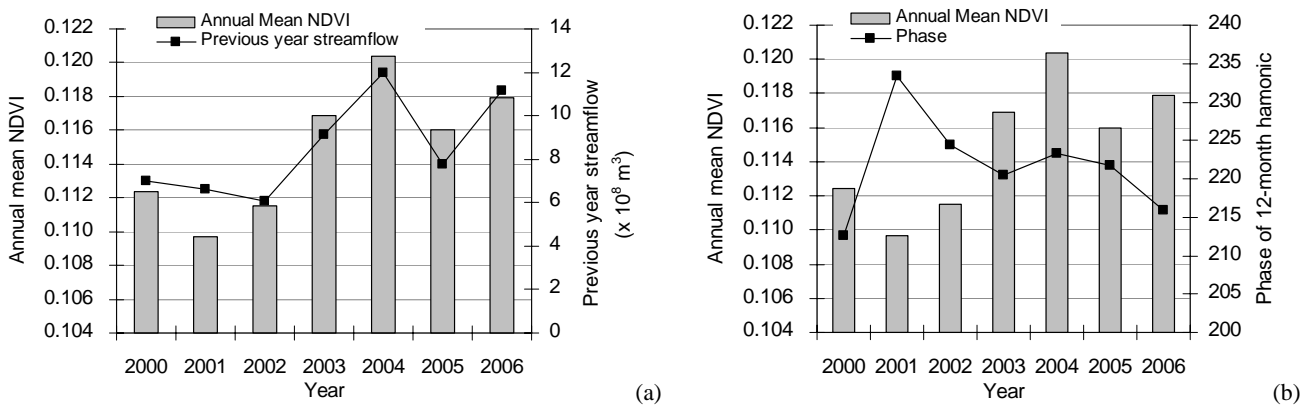 Annual Mean NDVI
Previous year streamflow
0.122
0.120
0.118
0.116
0.114
0.112
0.110
0.108
0.106
0.104
Annual mean NDVI
14
12
10
8
6
4
2
0
Previous year streamflow
(x 10⁸ m³)
2000 2001 2002 2003 2004 2005 2006
Year
(a)
Annual Mean NDVI
Phase
0.122
0.120
0.118
0.116
0.114
0.112
0.110
0.108
0.106
0.104
Annual mean NDVI
240
235
230
225
220
215
210
205
200
Phase of 12-month hamonic
2000 2001 2002 2003 2004 2005 2006
Year
(b)